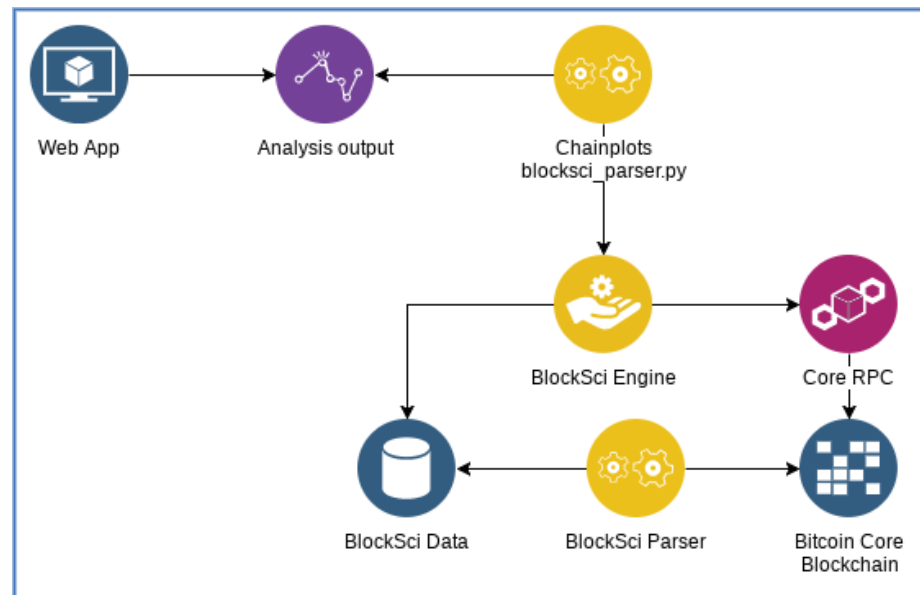 Web App
Analysis output
Chainplots
blocksci_parser.py
BlockSci Engine
Core RPC
BlockSci Data
BlockSci Parser
Bitcoin Core
Blockchain